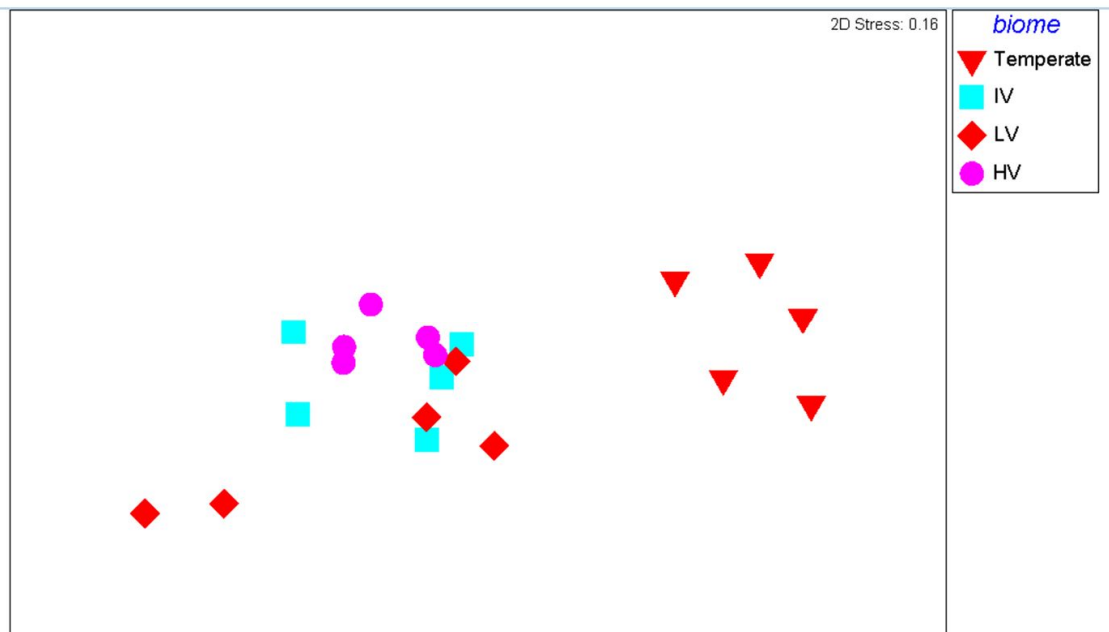 2D Stress: 0.16
biome
Temperate
IV
LV
HV